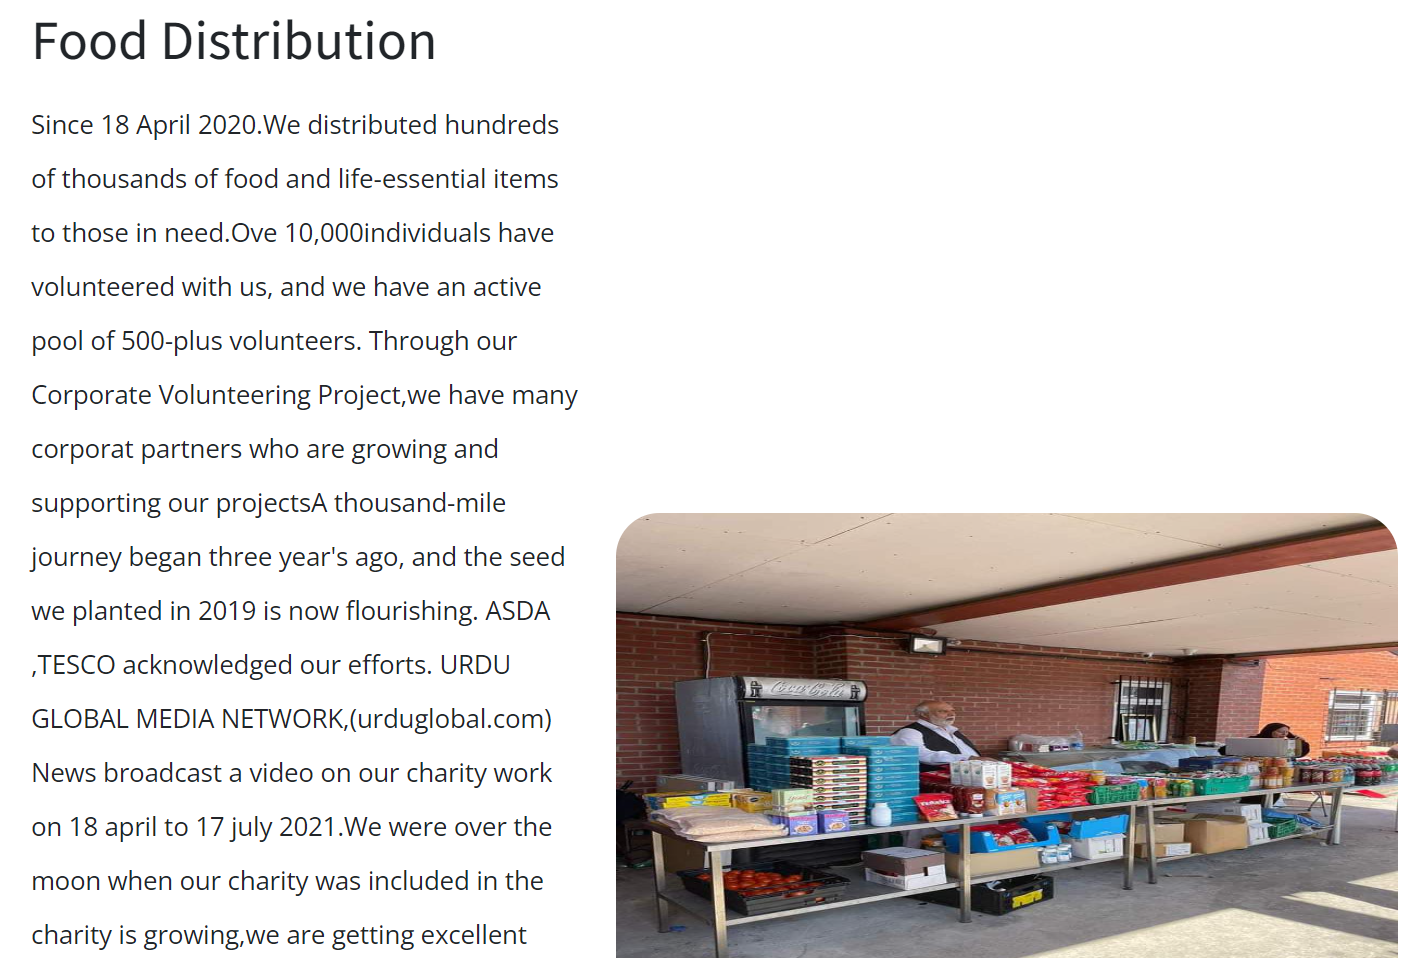 Food Distribution
Since 18 April 2020.We distributed hundreds
of thousands of food and life-essential items
to those in need.Ove 10,000individuals have
volunteered with us, and we have an active
pool of 500-plus volunteers. Through our
Corporate Volunteering Project,we have many
corporat partners who are growing and
supporting our projectsA thousand-mile
journey began three year's ago, and the seed
we planted in 2019 is now flourishing. ASDA
,TESCO acknowledged our efforts. URDU
GLOBAL MEDIA NETWORK,(urduglobal.com)
News broadcast a video on our charity work
on 18 april to 17 july 2021.We were over the
moon when our charity was included in the
charity is growing,we are getting excellent
Coca-Cola